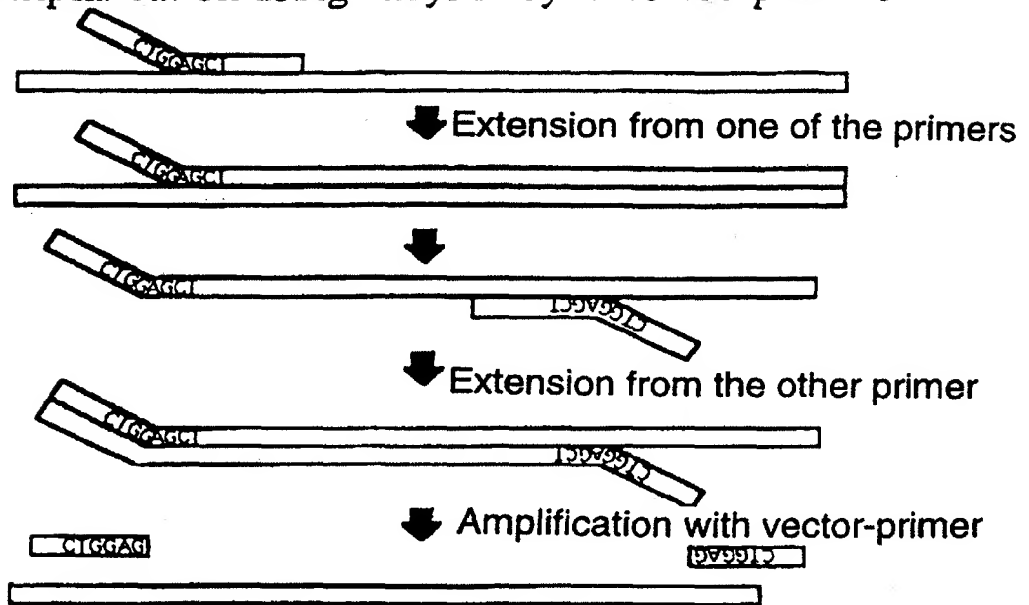 CTGGAGCT
Extension from one of the primers
CTGGAGCT
CTGGAGCT
CTGGAGCT
Extension from the other primer
CTGGAGCT
CTGGAGCT
Amplification with vector-primer
CTGGAG
CTGGAG